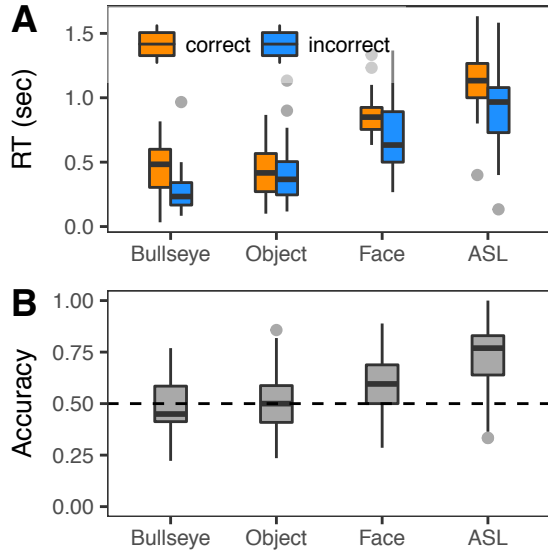 A
correct incorrect
RT (sec)
1.5
1.0
0.5
0.0
Bullseye Object Face ASL
B
Accuracy
1.00
0.75
0.50
0.25
0.00
Bullseye Object Face ASL